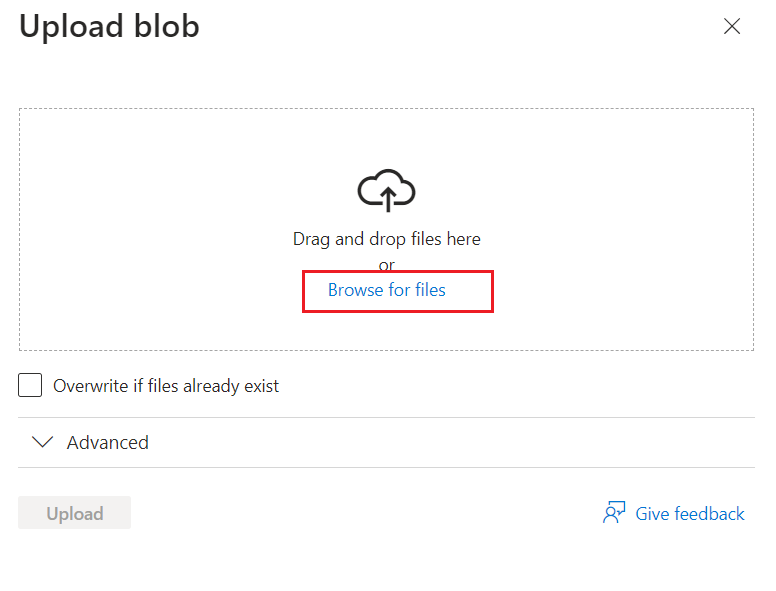 Upload blob
Drag and drop files here
or
Browse for files
Overwrite if files already exist
Advanced
Upload
Give feedback